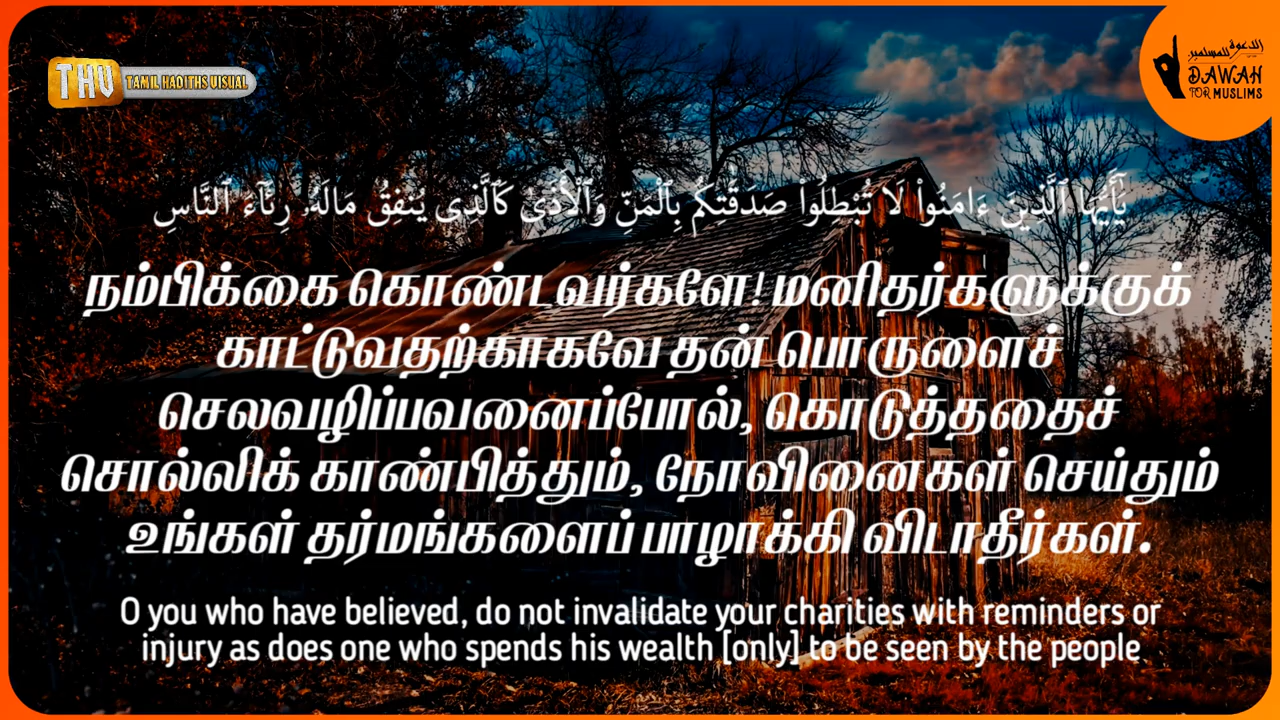 THV TAMIL HADITHS VISUAL
الدعوة للمسلمين
DAWAH
FOR MUSLIMS
يَٰٓأَيُّهَا ٱلَّذِينَ ءَامَنُوا۟ لَا تُبْطِلُوا۟ صَدَقَٰتِكُم بِٱلْمَنِّ وَٱلْأَذَىٰ كَٱلَّذِى يُنفِقُ مَالَهُۥ رِئَآءَ ٱلنَّاسِ
நம்பிக்கை கொண்டவர்களே! மனிதர்களுக்குக்
காட்டுவதற்காகவே தன் பொருளைச்
செலவழிப்பவனைப்போல், கொடுத்ததைச்
சொல்லிக் காண்பித்தும், நோவினைகள் செய்தும்
உங்கள் தர்மங்களைப் பாழாக்கி விடாதீர்கள்.
O you who have believed, do not invalidate your charities with reminders or
injury as does one who spends his wealth [only] to be seen by the people